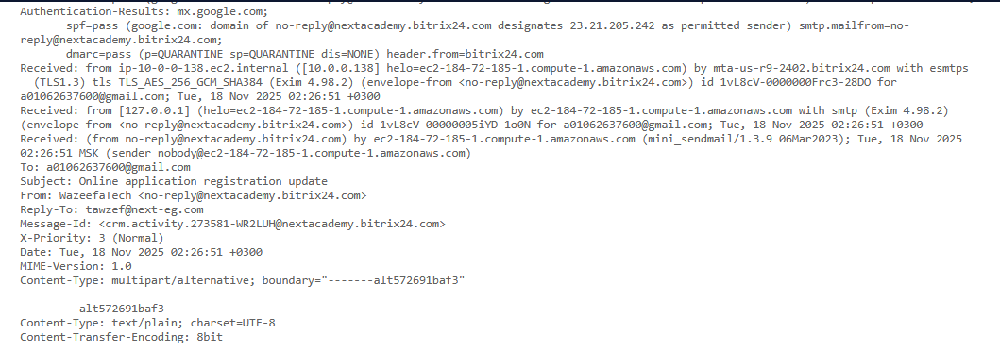 Authentication-Results: mx.google.com;
spf=pass (google.com: domain of no-reply@nextacademy.bitrix24.com designates 23.21.205.242 as permitted sender) smtp.mailfrom=no-
reply@nextacademy.bitrix24.com;
dmarc=pass (p=QUARANTINE sp=QUARANTINE dis=NONE) header.from=bitrix24.com
Received: from ip-10-0-0-138.ec2.internal ([10.0.0.138] helo=ec2-184-72-185-1.compute-1.amazonaws.com) by mta-us-r9-2402.bitrix24.com with esmtps
(TLS1.3) tls TLS_AES_256_GCM_SHA384 (Exim 4.98.2) (envelope-from <no-reply@nextacademy.bitrix24.com>) id 1vL8cV-0000000Frc3-28DO for
a01062637600@gmail.com; Tue, 18 Nov 2025 02:26:51 +0300
Received: from [127.0.0.1] (helo=ec2-184-72-185-1.compute-1.amazonaws.com) by ec2-184-72-185-1.compute-1.amazonaws.com with smtp (Exim 4.98.2)
(envelope-from <no-reply@nextacademy.bitrix24.com>) id 1vL8cV-00000005iYD-1o0N for a01062637600@gmail.com; Tue, 18 Nov 2025 02:26:51 +0300
Received: (from no-reply@nextacademy.bitrix24.com) by ec2-184-72-185-1.compute-1.amazonaws.com (mini_sendmail/1.3.9 06Mar2023); Tue, 18 Nov 2025
02:26:51 MSK (sender nobody@ec2-184-72-185-1.compute-1.amazonaws.com)
To: a01062637600@gmail.com
Subject: Online application registration update
From: WazeefaTech <no-reply@nextacademy.bitrix24.com>
Reply-To: tawzef@next-eg.com
Message-Id: <crm.activity.273581-WR2LUH@nextacademy.bitrix24.com>
X-Priority: 3 (Normal)
Date: Tue, 18 Nov 2025 02:26:51 +0300
MIME-Version: 1.0
Content-Type: multipart/alternative; boundary="-------alt572691baf3"
---------alt572691baf3
Content-Type: text/plain; charset=UTF-8
Content-Transfer-Encoding: 8bit